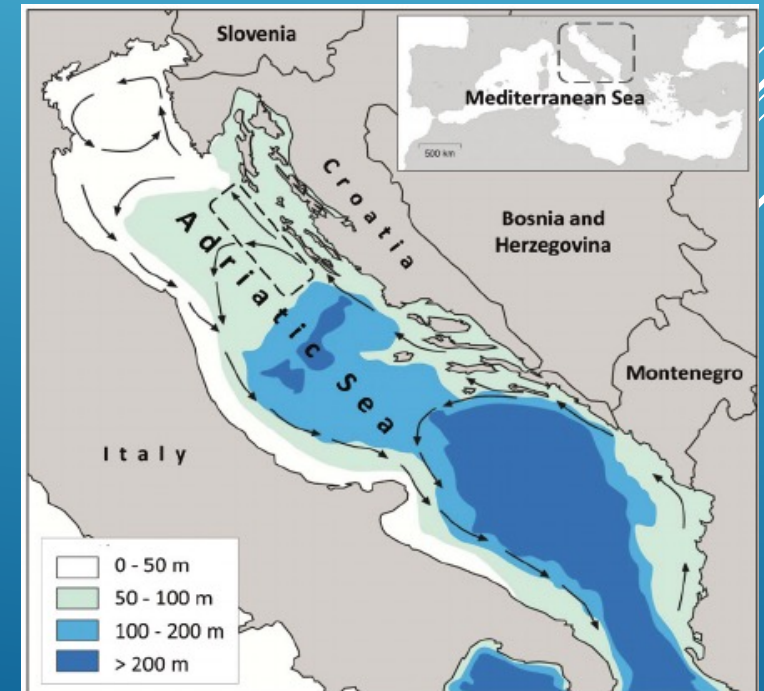 Slovenia
Mediterranean Sea
500 km
Croatia
Bosnia and
Herzegovina
Adriatic Sea
Montenegro
Italy
0 - 50 m
50 - 100 m
100 - 200 m
> 200 m